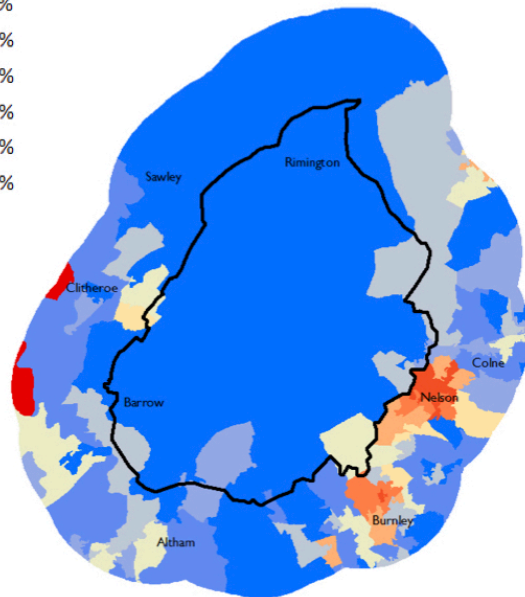 %
%
%
%
%
%
Rimington
Sawley
Clitheroe
Colne
Nelson
Barrow
Burnley
Altham